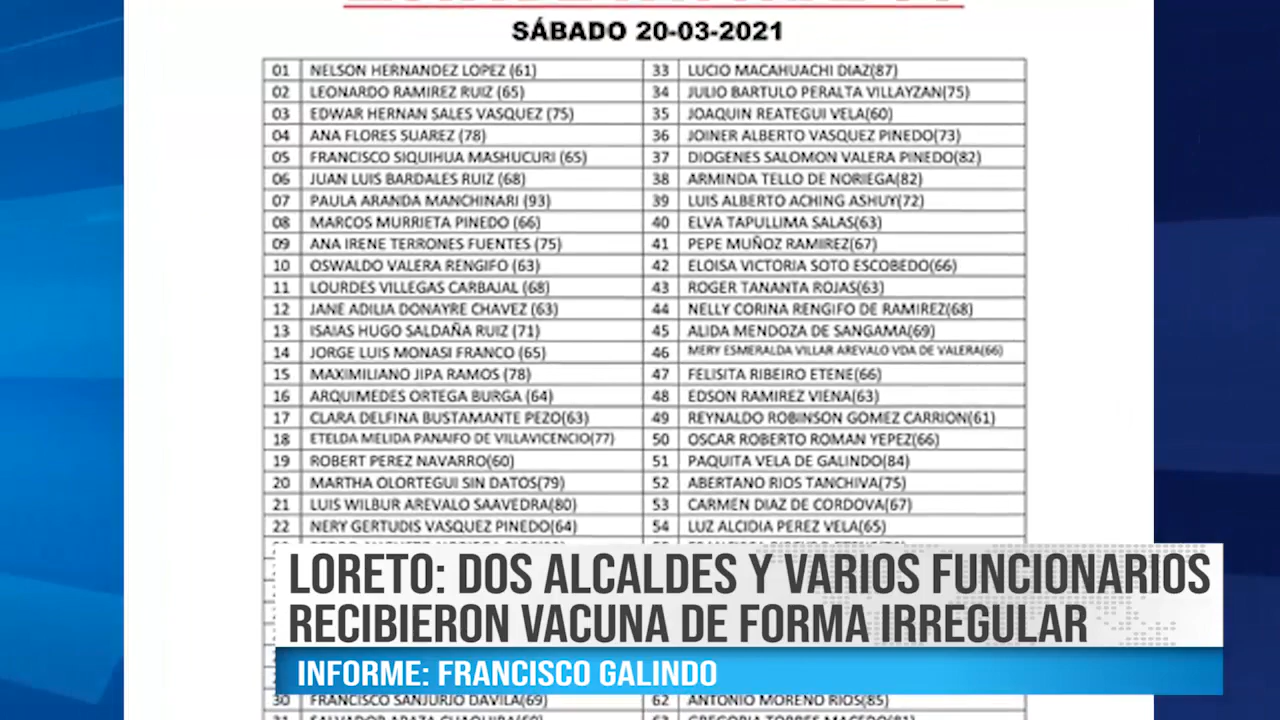 SÁBADO 20-03-2021
01 NELSON HERNANDEZ LOPEZ (61) 33 LUCIO MACAHUACHI DIAZ(87)
02 LEONARDO RAMIREZ RUIZ (65) 34 JULIO BARTULO PERALTA VILLAYZAN(75)
03 EDWAR HERNAN SALES VASQUEZ (75) 35 JOAQUIN REATEGUI VELA(60)
04 ANA FLORES SUAREZ (78) 36 JOINER ALBERTO VASQUEZ PINEDO(73)
05 FRANCISCO SIQUIHUA MASHUCURI (65) 37 DIOGENES SALOMON VALERA PINEDO(82)
06 JUAN LUIS BARDALES RUIZ (68) 38 ARMINDA TELLO DE NORIEGA(82)
07 PAULA ARANDA MANCHINARI (93) 39 LUIS ALBERTO ACHING ASHUY(72)
08 MARCOS MURRIETA PINEDO (66) 40 ELVA TAPULLIMA SALAS(63)
09 ANA IRENE TERRONES FUENTES (75) 41 PEPE MUÑOZ RAMIREZ(67)
10 OSWALDO VALERA RENGIFO (63) 42 ELOISA VICTORIA SOTO ESCOBEDO(66)
11 LOURDES VILLEGAS CARBAJAL (68) 43 ROGER TANANTA ROJAS(63)
12 JANE ADILIA DONAYRE CHAVEZ (63) 44 NELLY CORINA RENGIFO DE RAMIREZ(68)
13 ISAIAS HUGO SALDAÑA RUIZ (71) 45 ALIDA MENDOZA DE SANGAMA(69)
14 JORGE LUIS MONASI FRANCO (65) 46 MERY ESMERALDA VILLAR AREVALO VDA DE VALERA(66)
15 MAXIMILIANO JIPA RAMOS (78) 47 FELISITA RIBEIRO ETENE(66)
16 ARQUIMEDES ORTEGA BURGA (64) 48 EDSON RAMIREZ VIENA(63)
17 CLARA DELFINA BUSTAMANTE PEZO(63) 49 REYNALDO ROBINSON GOMEZ CARRION(61)
18 ETELDA MELIDA PANAIFO DE VILLAVICENCIO(77) 50 OSCAR ROBERTO ROMAN YEPEZ(66)
19 ROBERT PEREZ NAVARRO(60) 51 PAQUITA VELA DE GALINDO(84)
20 MARTHA OLORTEGUI SIN DATOS(79) 52 ABERTANO RIOS TANCHIVA(75)
21 LUIS WILBUR AREVALO SAAVEDRA(80) 53 CARMEN DIAZ DE CORDOVA(67)
22 NERY GERTUDIS VASQUEZ PINEDO(64) 54 LUZ ALCIDIA PEREZ VELA(65)
LORETO: DOS ALCALDES Y VARIOS FUNCIONARIOS
RECIBIERON VACUNA DE FORMA IRREGULAR
INFORME: FRANCISCO GALINDO
30 FRANCISCO SANJURJO DAVILA(69) 62 ANTONIO MORENO RIOS(85)